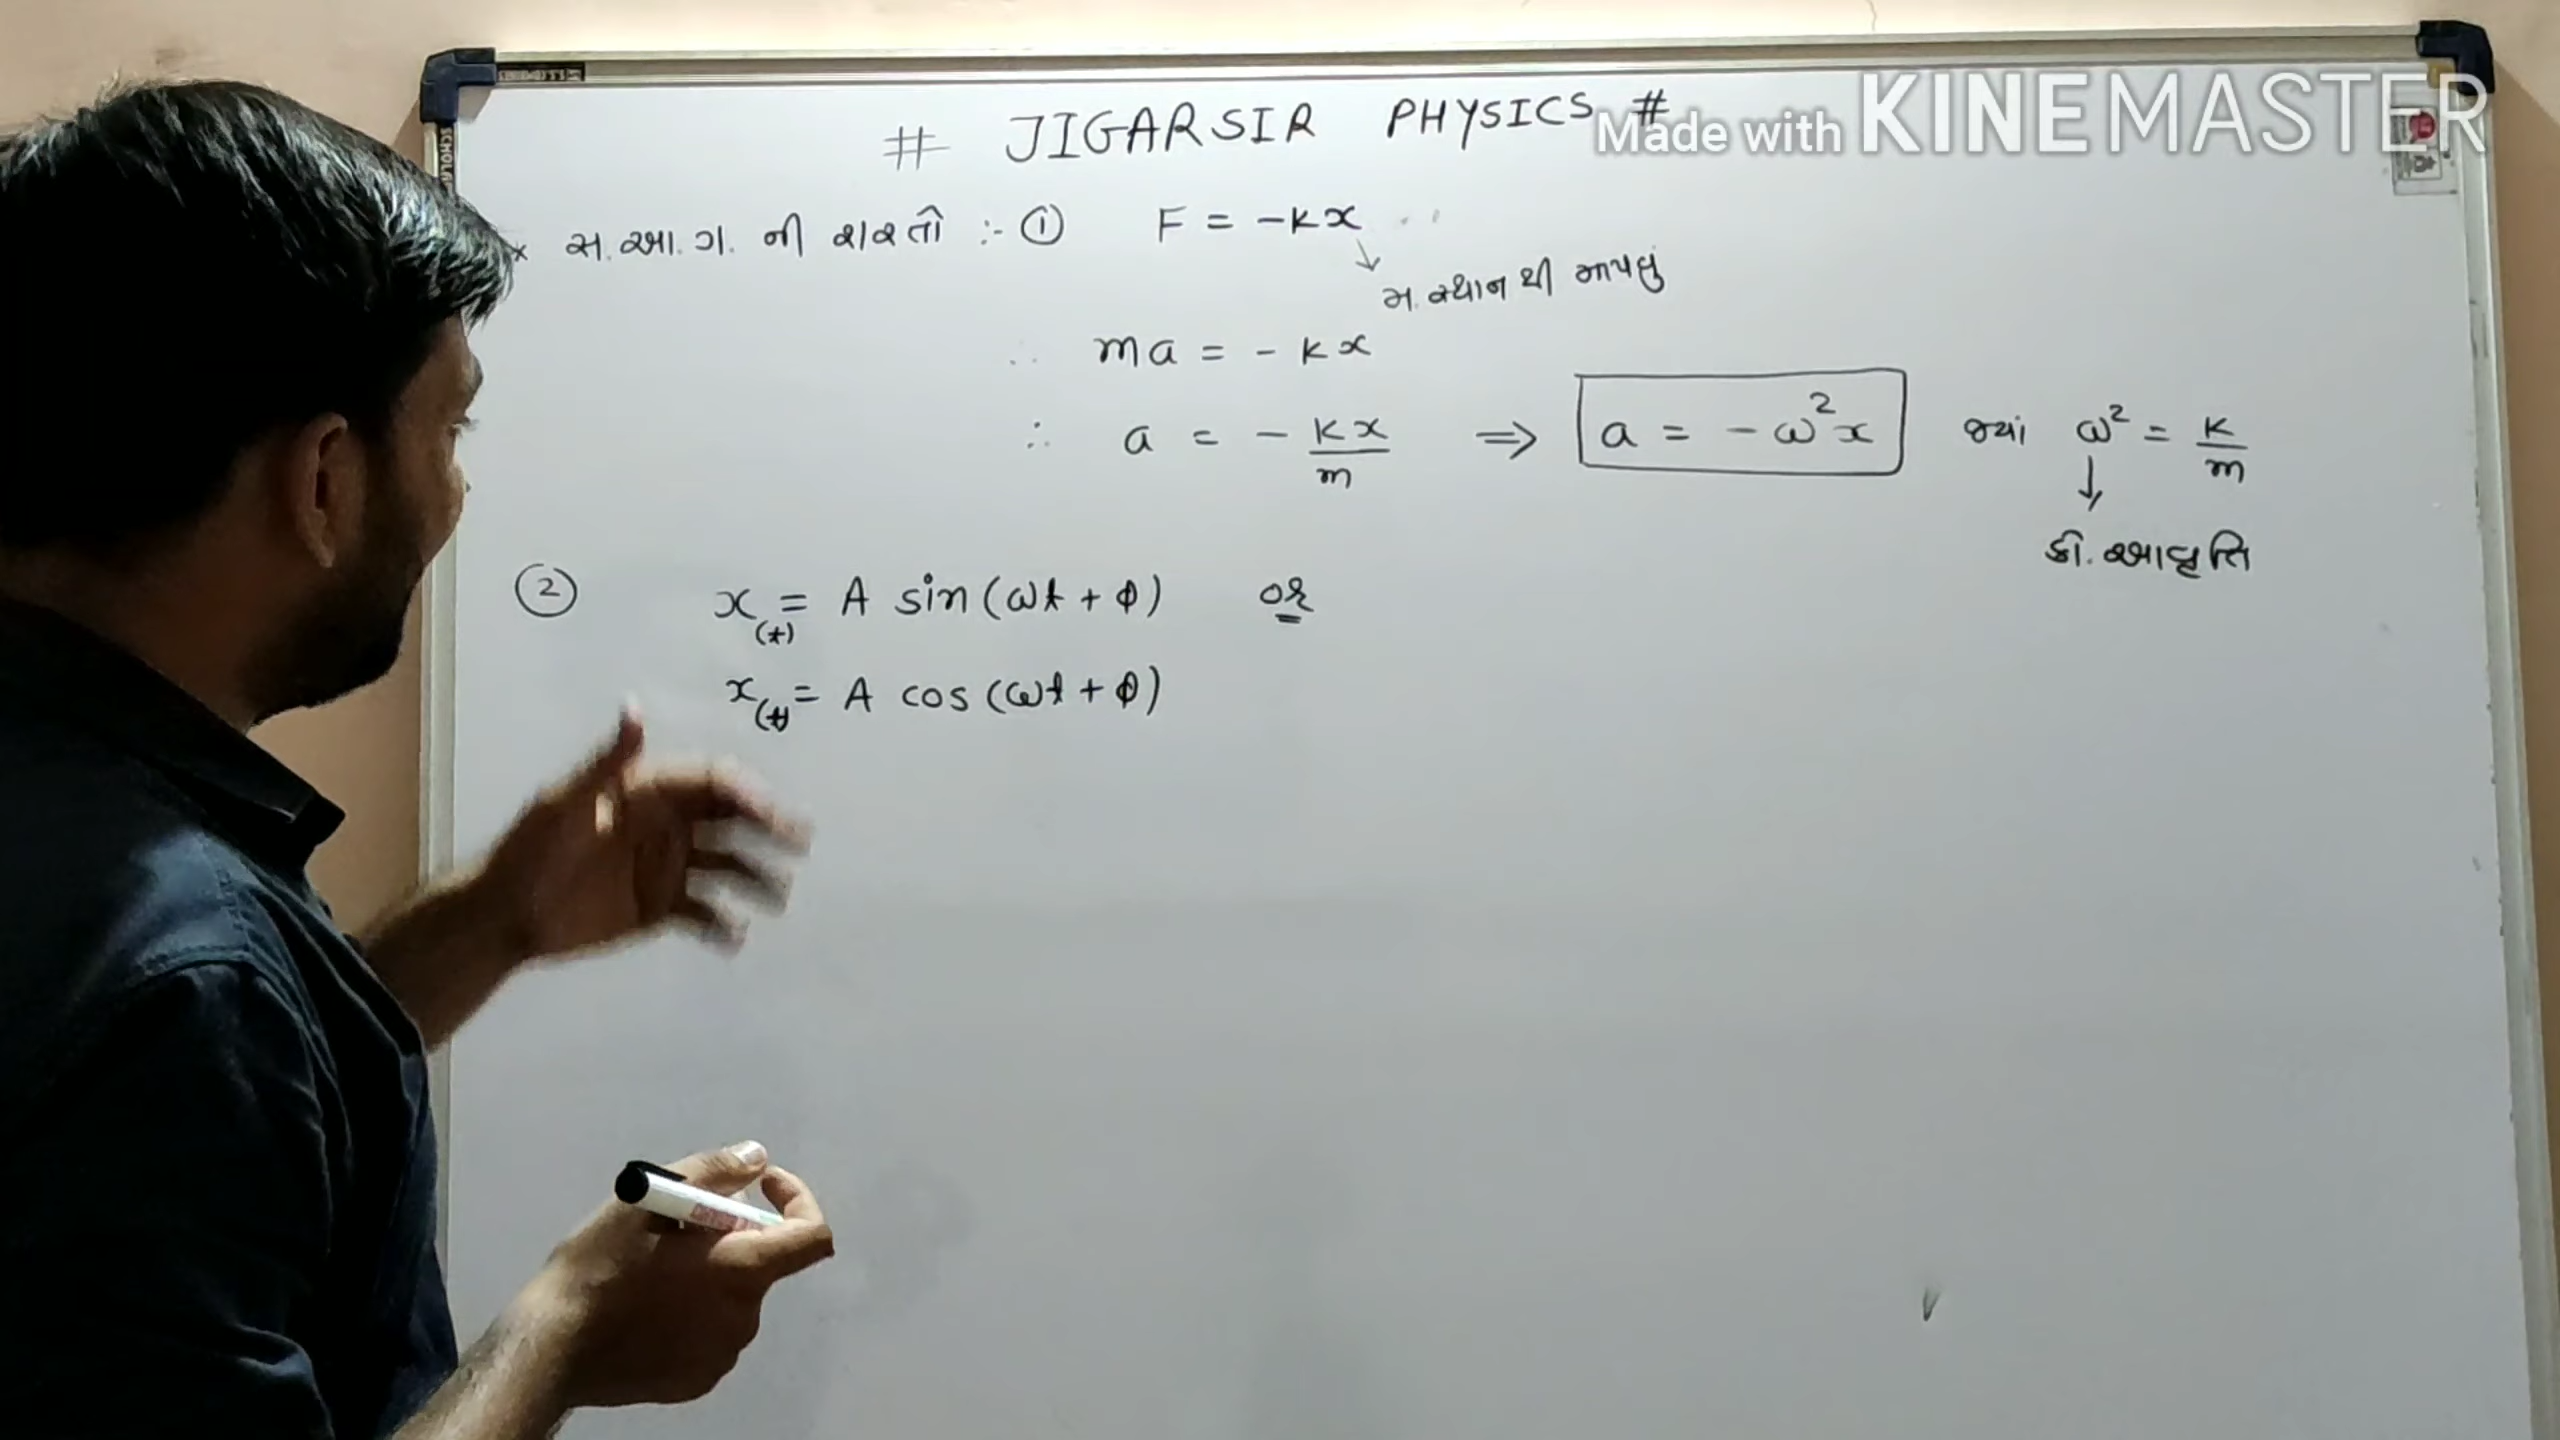 # JIGARSIR PHYSICS #
Made with KINEMASTER
* સ.આ.ગ. ની શરતો :- ① F = -kx
મ.સ્થાન થી માપેલું
∴ ma = - kx
∴ a = - kx/m ⇒ a = -ω²x જ્યાં ω² = k/m
↓
કો.આવૃત્તિ
② x(t) = A sin(ωt + φ) or
x(t) = A cos(ωt + φ)